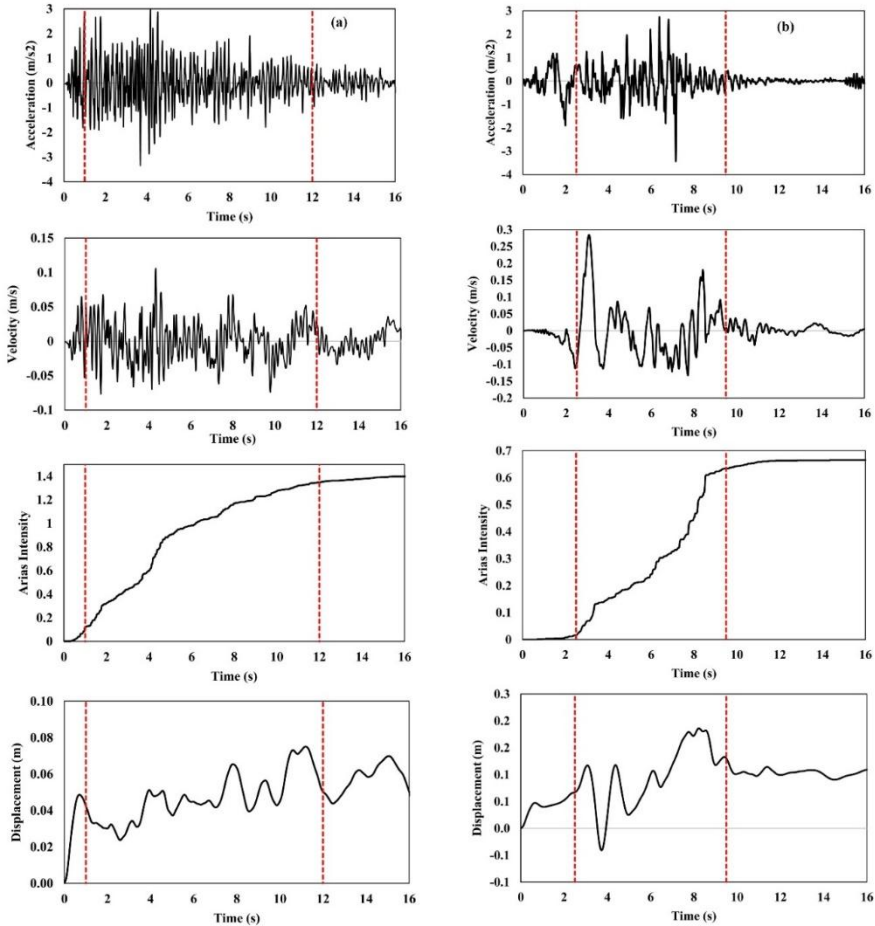 (a)
Acceleration (m/s2)
3
2
1
0
-1
-2
-3
-4
0 2 4 6 8 10 12 14 16
Time (s)
(b)
Acceleration (m/s2)
3
2
1
0
-1
-2
-3
-4
0 2 4 6 8 10 12 14 16
Time (s)
Velocity (m/s)
0.15
0.1
0.05
0
-0.05
-0.1
0 2 4 6 8 10 12 14 16
Time (s)
Velocity (m/s)
0.3
0.25
0.2
0.15
0.1
0.05
0
-0.05
-0.1
-0.15
-0.2
0 2 4 6 8 10 12 14 16
Time (s)
Arias Intensity
1.4
1.2
1
0.8
0.6
0.4
0.2
0
0 2 4 6 8 10 12 14 16
Time (s)
Arias Intensity
0.7
0.6
0.5
0.4
0.3
0.2
0.1
0
0 2 4 6 8 10 12 14 16
Time (s)
Displacement (m)
0.10
0.08
0.06
0.04
0.02
0.00
0 2 4 6 8 10 12 14 16
Time (s)
Displacement (m)
0.3
0.2
0.2
0.1
0.1
0.0
-0.1
-0.1
0 2 4 6 8 10 12 14 16
Time (s)